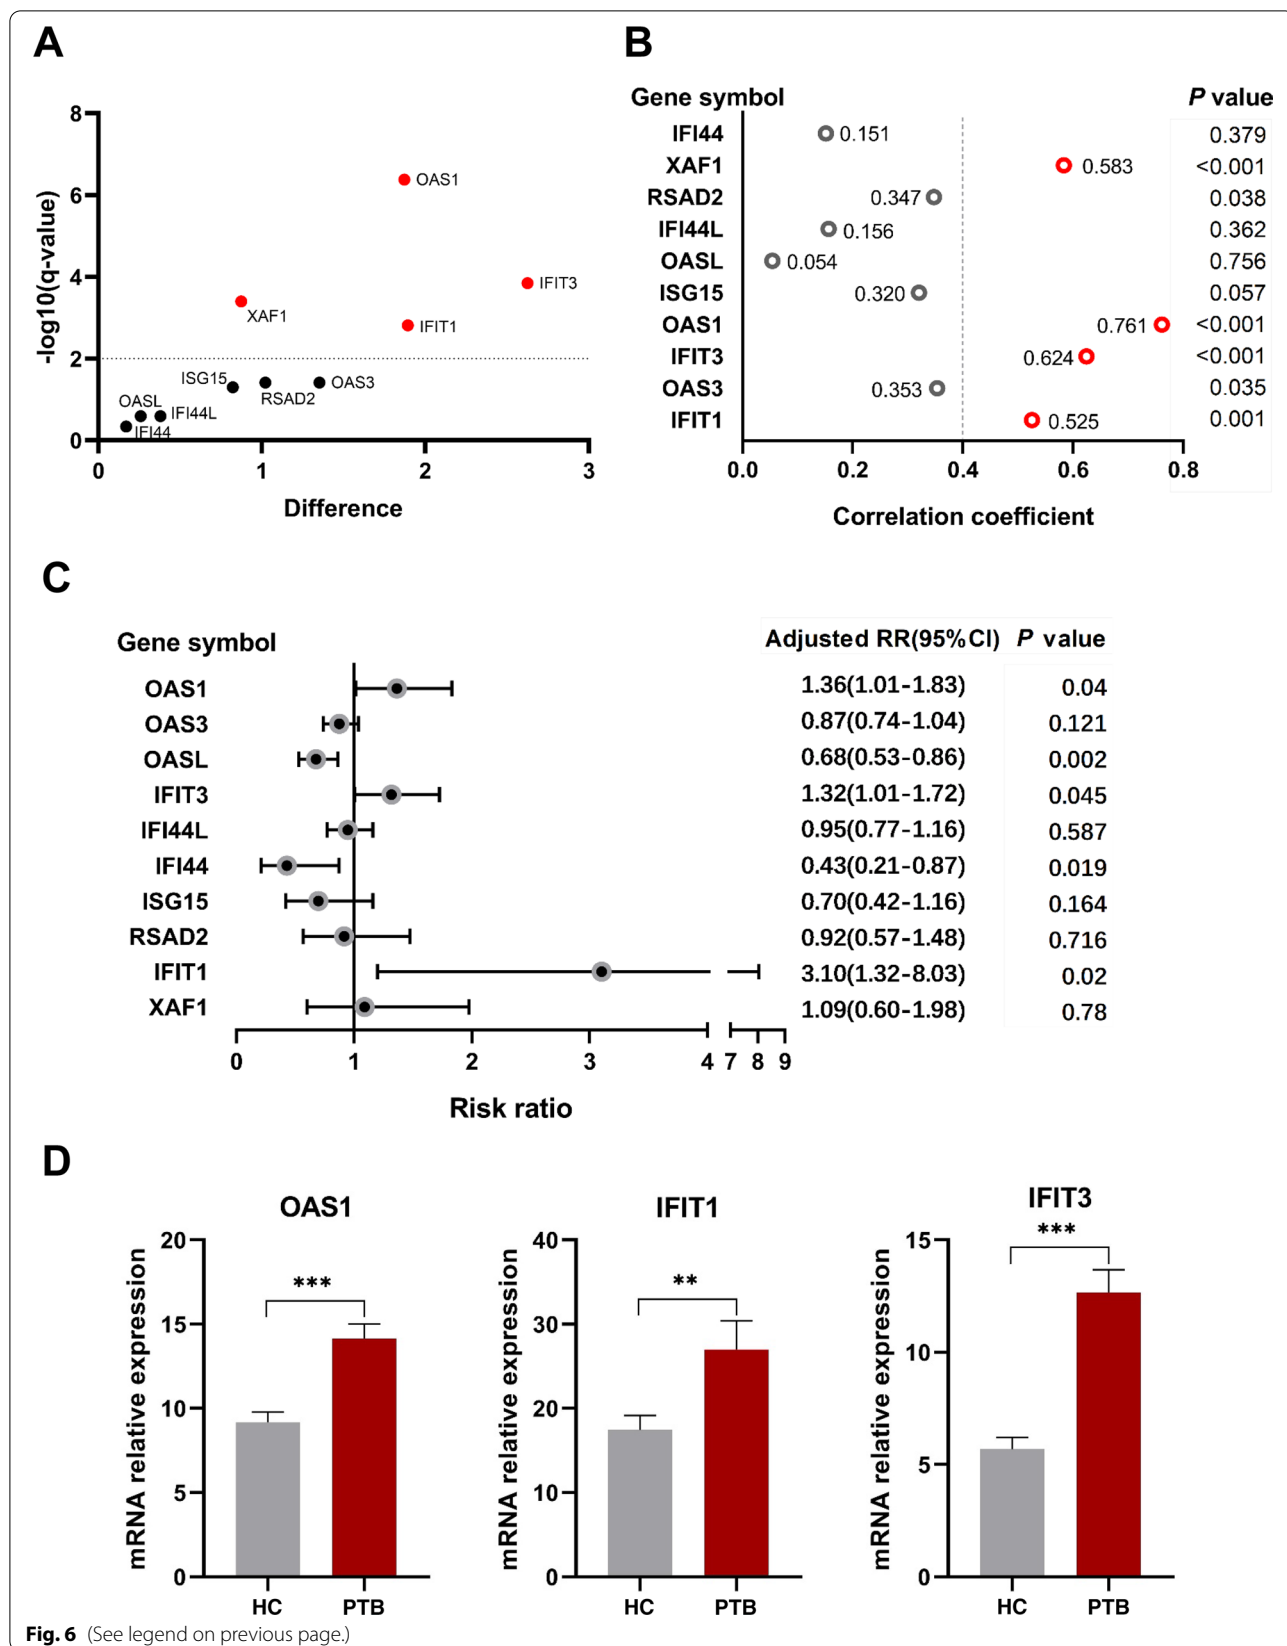 A
8
6
4
2
0
-log10(q-value)
OAS1
IFIT3
XAF1
IFIT1
ISG15
RSAD2
OAS3
OASL
IFI44L
IFI44
0 1 2 3
Difference
B
Gene symbol P value
IFI44 0.151 0.379
XAF1 0.583 <0.001
RSAD2 0.347 0.038
IFI44L 0.156 0.362
OASL 0.054 0.756
ISG15 0.320 0.057
OAS1 0.761 <0.001
IFIT3 0.624 <0.001
OAS3 0.353 0.035
IFIT1 0.525 0.001
0.0 0.2 0.4 0.6 0.8
Correlation coefficient
C
Gene symbol Adjusted RR(95%CI) P value
OAS1 1.36(1.01-1.83) 0.04
OAS3 0.87(0.74-1.04) 0.121
OASL 0.68(0.53-0.86) 0.002
IFIT3 1.32(1.01-1.72) 0.045
IFI44L 0.95(0.77-1.16) 0.587
IFI44 0.43(0.21-0.87) 0.019
ISG15 0.70(0.42-1.16) 0.164
RSAD2 0.92(0.57-1.48) 0.716
IFIT1 3.10(1.32-8.03) 0.02
XAF1 1.09(0.60-1.98) 0.78
0 1 2 3 4 7 8 9
Risk ratio
D
OAS1
mRNA relative expression
20
15
10
5
0
***
HC PTB
IFIT1
mRNA relative expression
40
30
20
10
0
**
HC PTB
IFIT3
mRNA relative expression
15
10
5
0
***
HC PTB
Fig. 6 (See legend on previous page.)